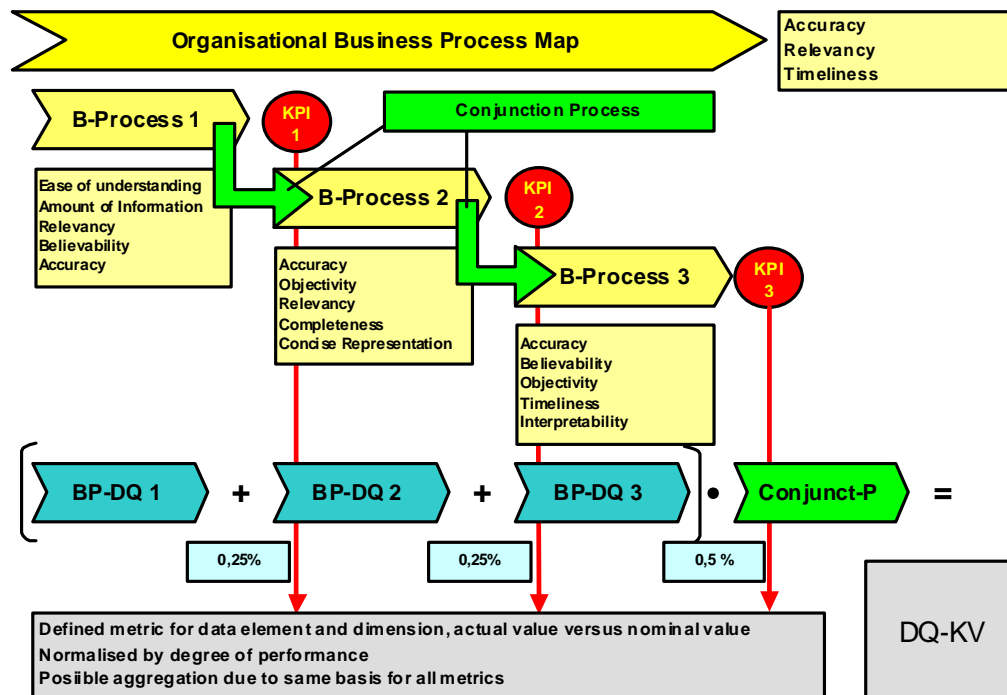 Organisational Business Process Map
Accuracy
Relevancy
Timeliness
B-Process 1
KPI
1
Conjunction Process
Ease of understanding
Amount of Information
Relevancy
Believability
Accuracy
B-Process 2
KPI
2
Accuracy
Objectivity
Relevancy
Completeness
Concise Representation
B-Process 3
KPI
3
Accuracy
Believability
Objectivity
Timeliness
Interpretability
BP-DQ 1 + BP-DQ 2 + BP-DQ 3 • Conjunct-P =
0,25% 0,25% 0,5 %
Defined metric for data element and dimension, actual value versus nominal value
Normalised by degree of performance
Posiible aggregation due to same basis for all metrics
DQ-KV